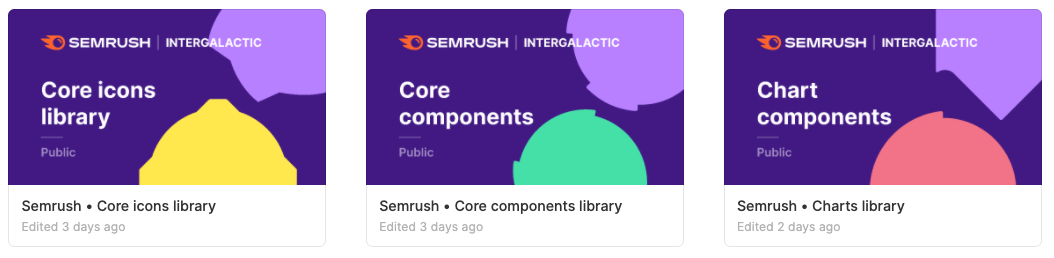 SEMRUSH | INTERGALACTIC
Core icons
library
Public
Semrush • Core icons library
Edited 3 days ago
SEMRUSH | INTERGALACTIC
Core
components
Public
Semrush • Core components library
Edited 3 days ago
SEMRUSH | INTERGALACTIC
Chart
components
Public
Semrush • Charts library
Edited 2 days ago